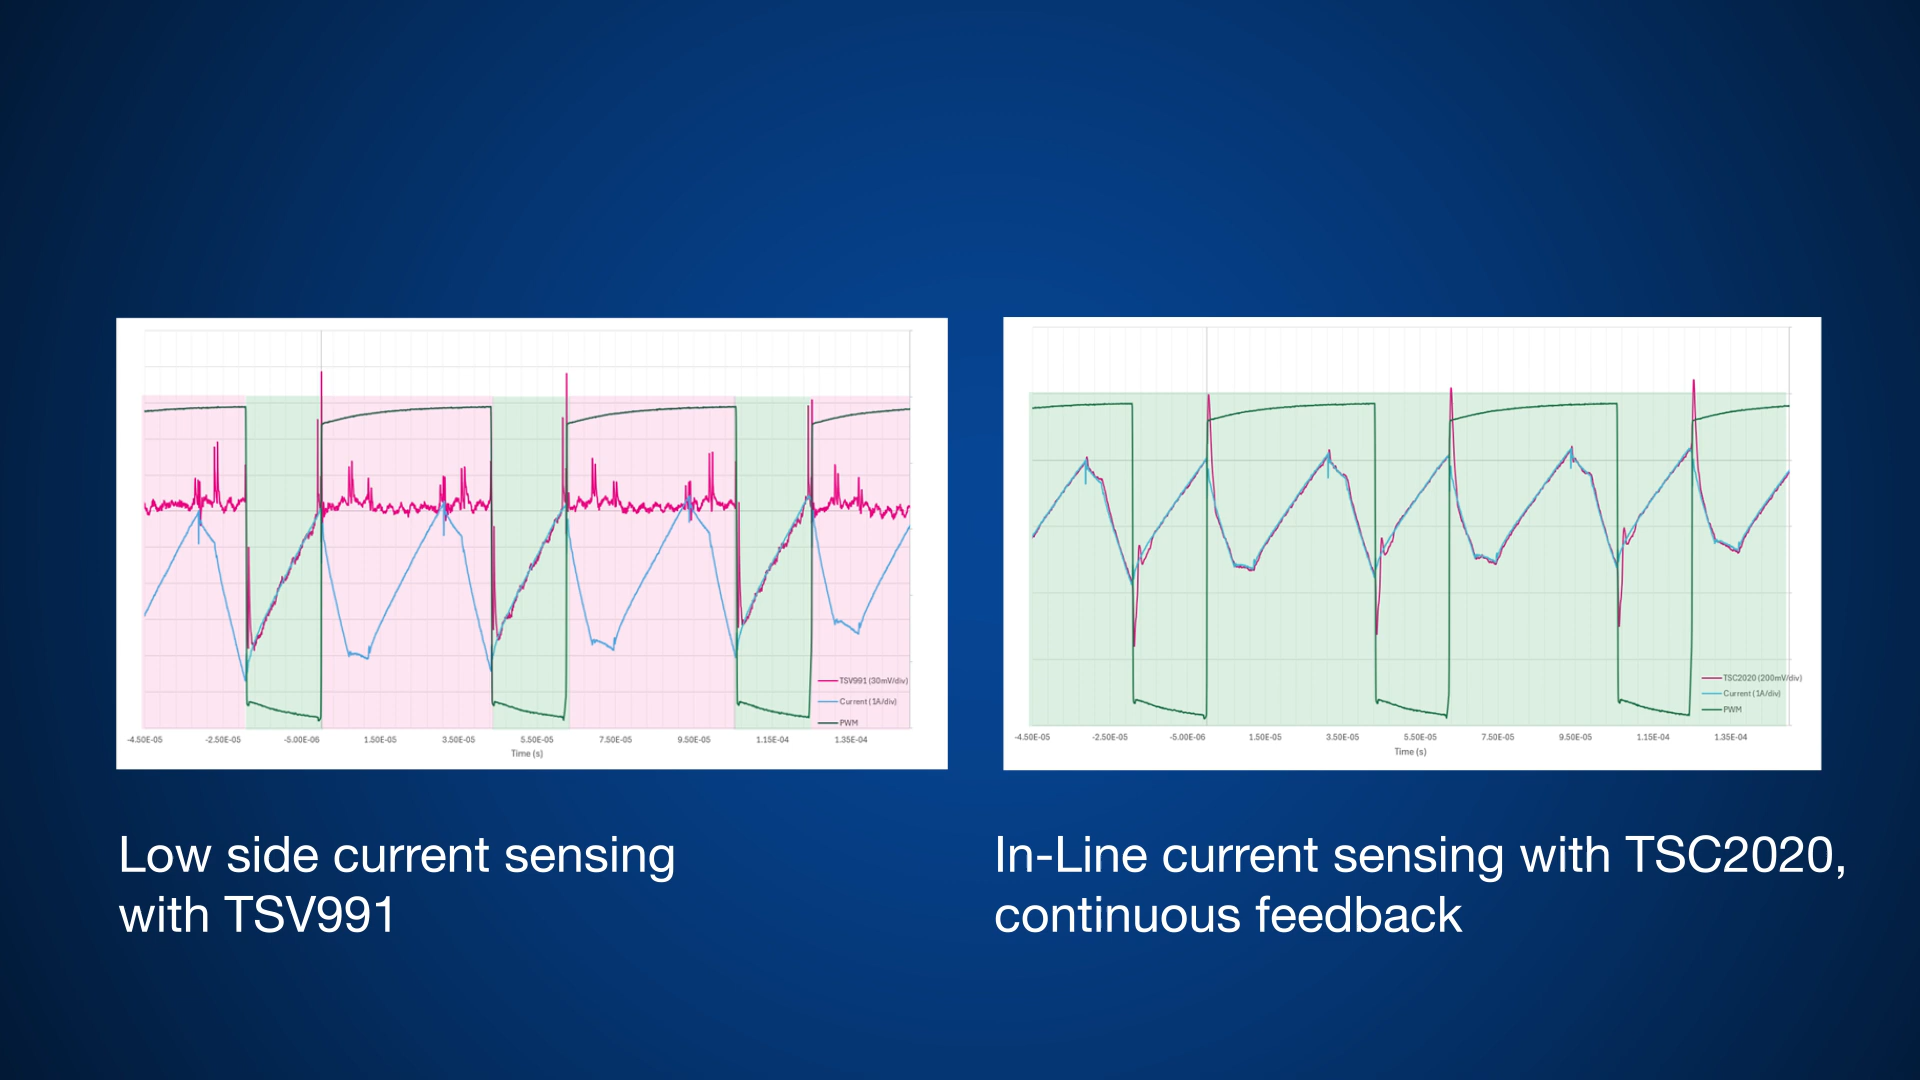 TSV991 (30mV/div)
Current (1A/div)
PWM
-4.50E-05 -2.50E-05 -5.00E-06 1.50E-05 3.50E-05 5.50E-05 7.50E-05 9.50E-05 1.15E-04 1.35E-04
Time (s)
TSC2020 (200mV/div)
Current (1A/div)
PWM
-4.50E-05 -2.50E-05 -5.00E-06 1.50E-05 3.50E-05 5.50E-05 7.50E-05 9.50E-05 1.15E-04 1.35E-04
Time (s)
Low side current sensing
with TSV991
In-Line current sensing with TSC2020,
continuous feedback